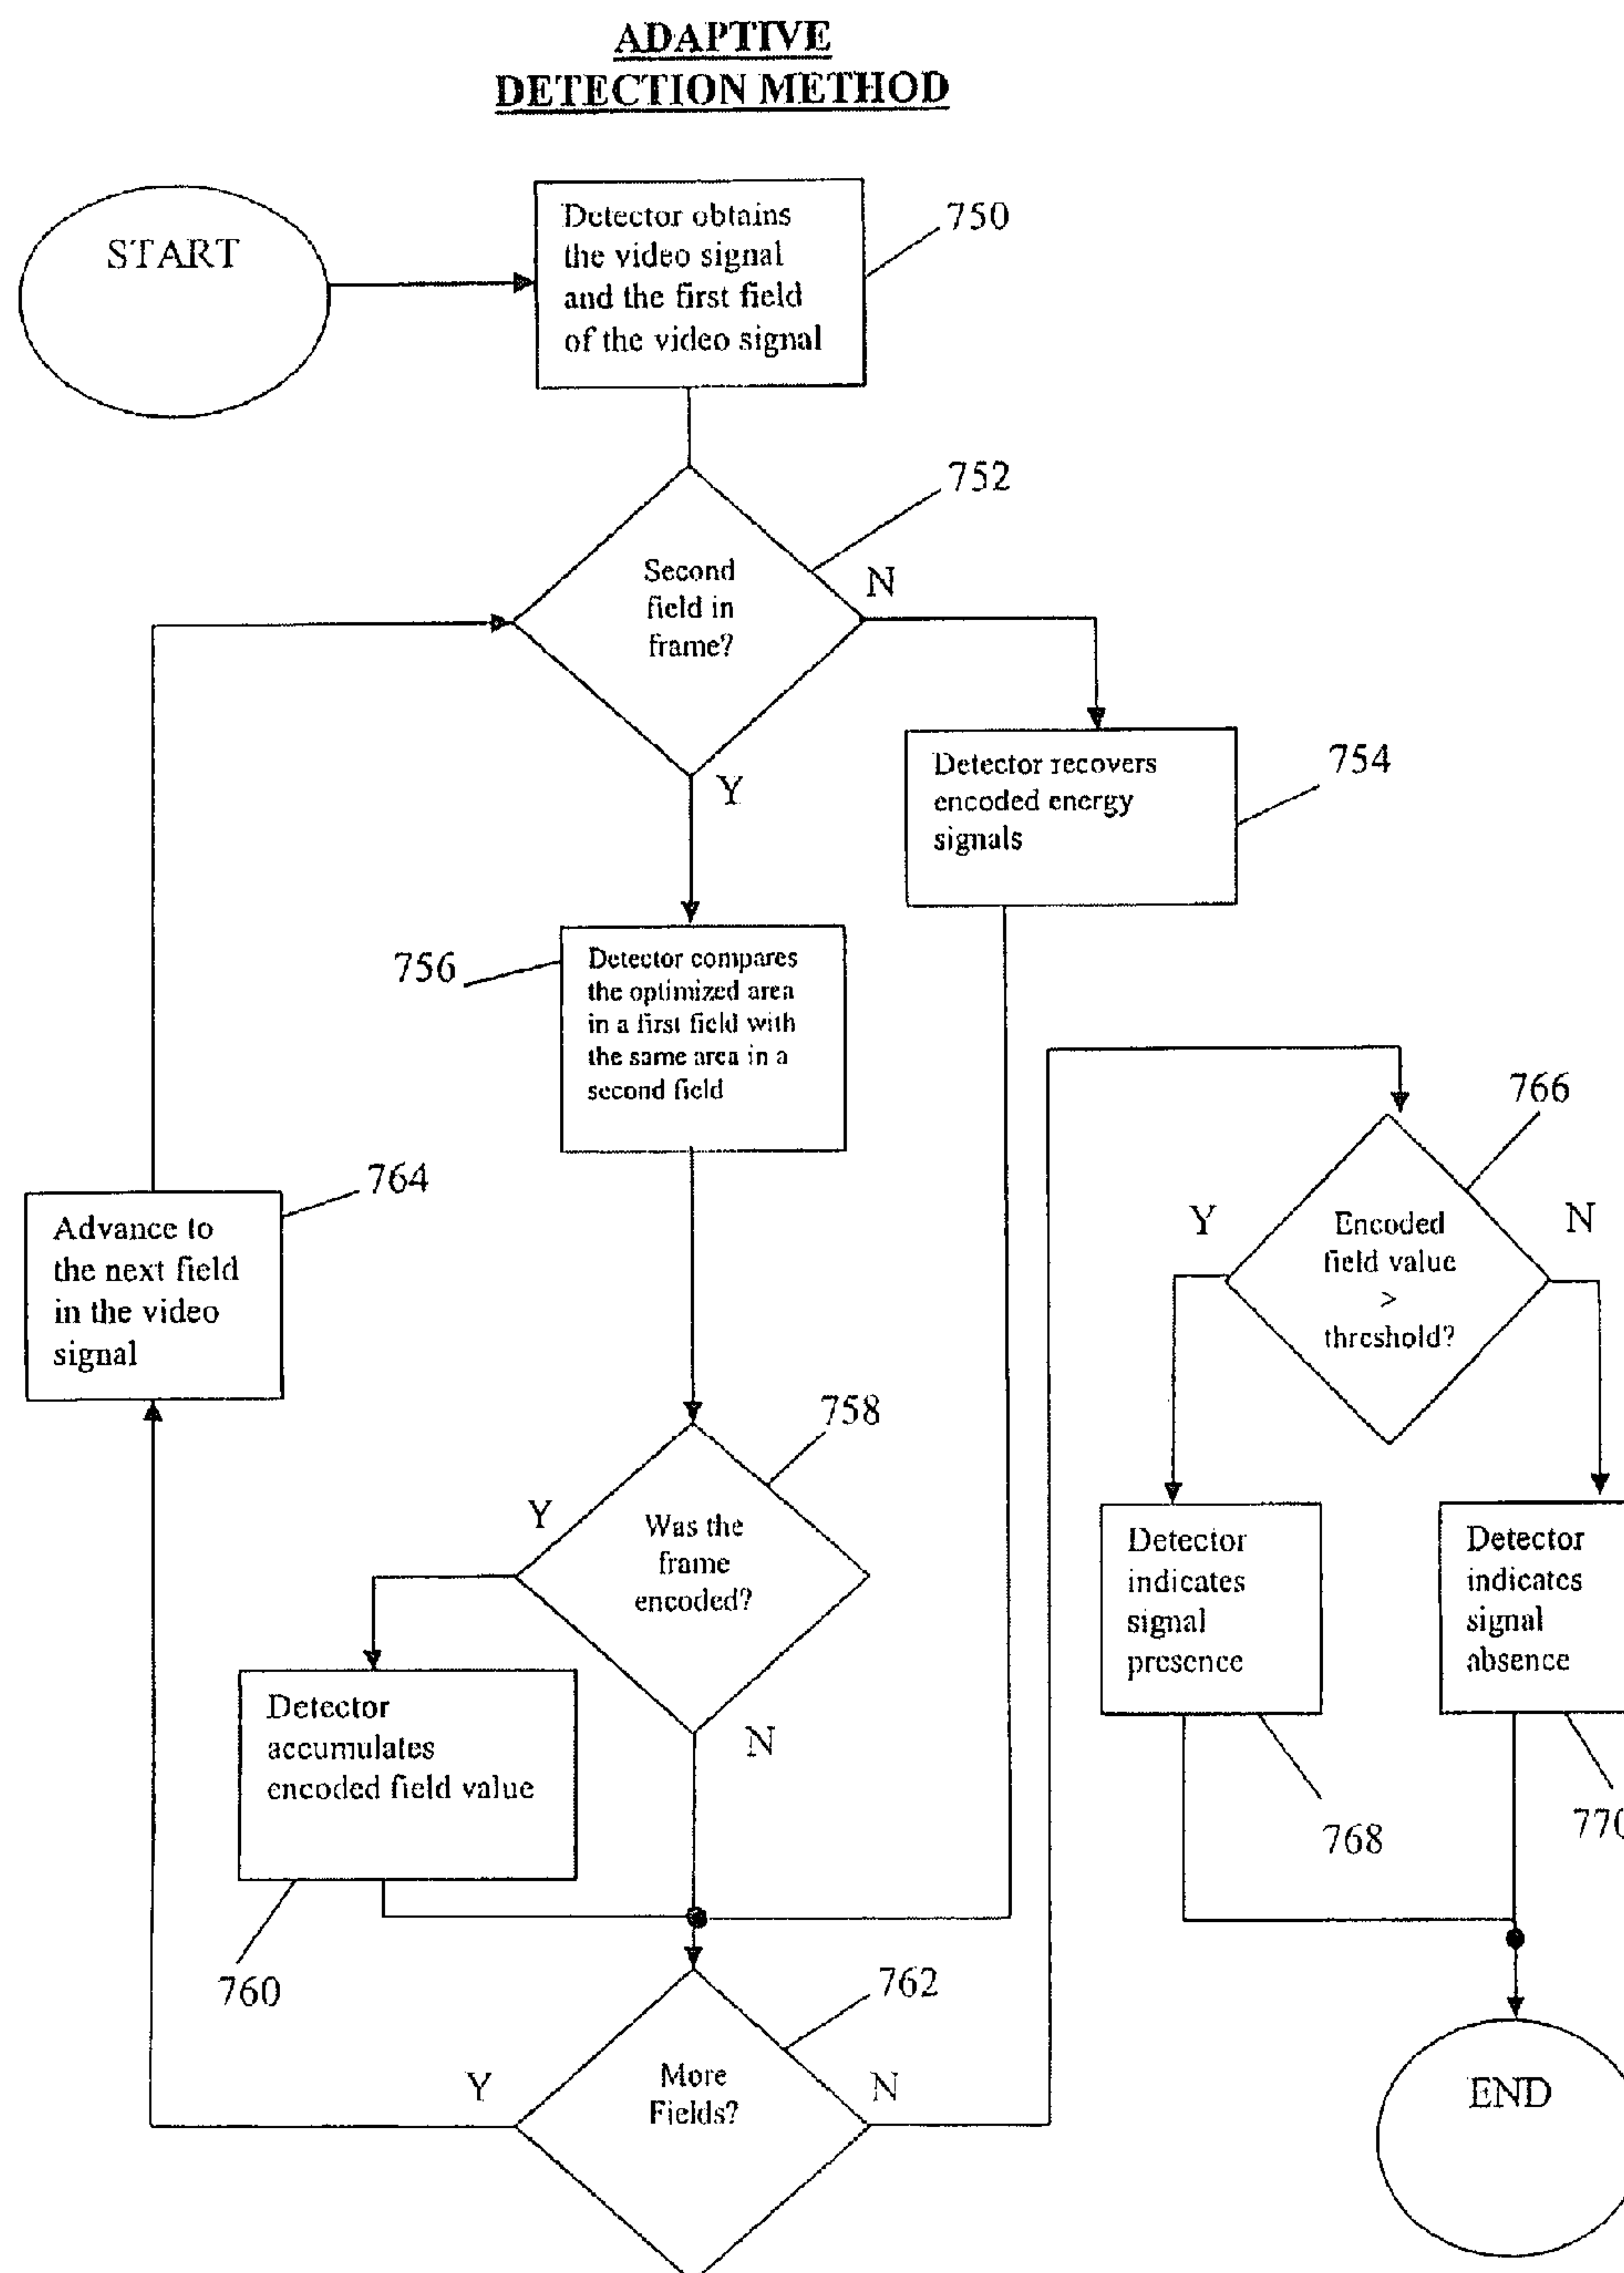 ADAPTIVE
DETECTION METHOD
START
Detector obtains
the video signal
and the first field
of the video signal
750
752
Second
field in
frame?
N
Y
Detector recovers
encoded energy
signals
754
756
Detector compares
the optimized area
in a first field with
the same area in a
second field
764
Advance to
the next field
in the video
signal
766
Y
Encoded
field value
>
threshold?
N
758
Y
Was the
frame
encoded?
N
Detector
accumulates
encoded field value
760
Detector
indicates
signal
presence
768
Detector
indicates
signal
absence
770
762
Y
More
Fields?
N
END